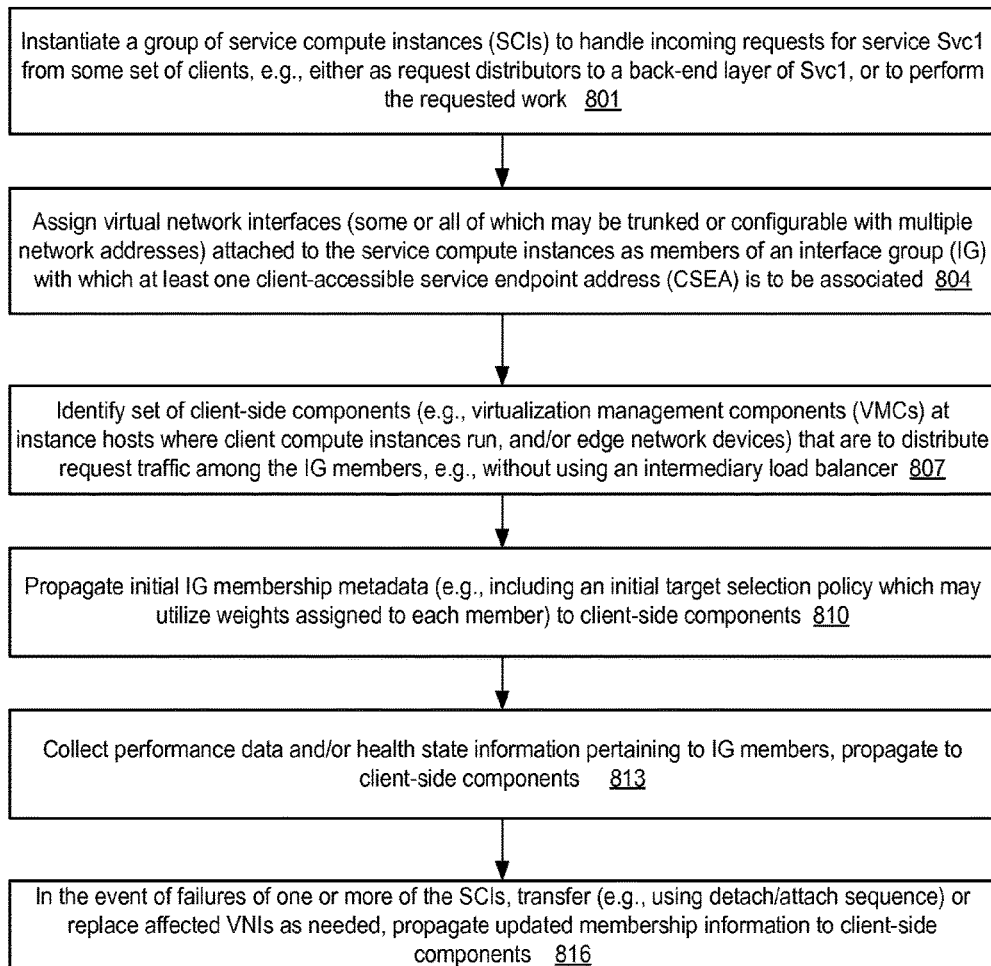 Instantiate a group of service compute instances (SCIs) to handle incoming requests for service Svc1
from some set of clients, e.g., either as request distributors to a back-end layer of Svc1, or to perform
the requested work 801
Assign virtual network interfaces (some or all of which may be trunked or configurable with multiple
network addresses) attached to the service compute instances as members of an interface group (IG)
with which at least one client-accessible service endpoint address (CSEA) is to be associated 804
Identify set of client-side components (e.g., virtualization management components (VMCs) at
instance hosts where client compute instances run, and/or edge network devices) that are to distribute
request traffic among the IG members, e.g., without using an intermediary load balancer 807
Propagate initial IG membership metadata (e.g., including an initial target selection policy which may
utilize weights assigned to each member) to client-side components 810
Collect performance data and/or health state information pertaining to IG members, propagate to
client-side components 813
In the event of failures of one or more of the SCIs, transfer (e.g., using detach/attach sequence) or
replace affected VNIs as needed, propagate updated membership information to client-side
components 816